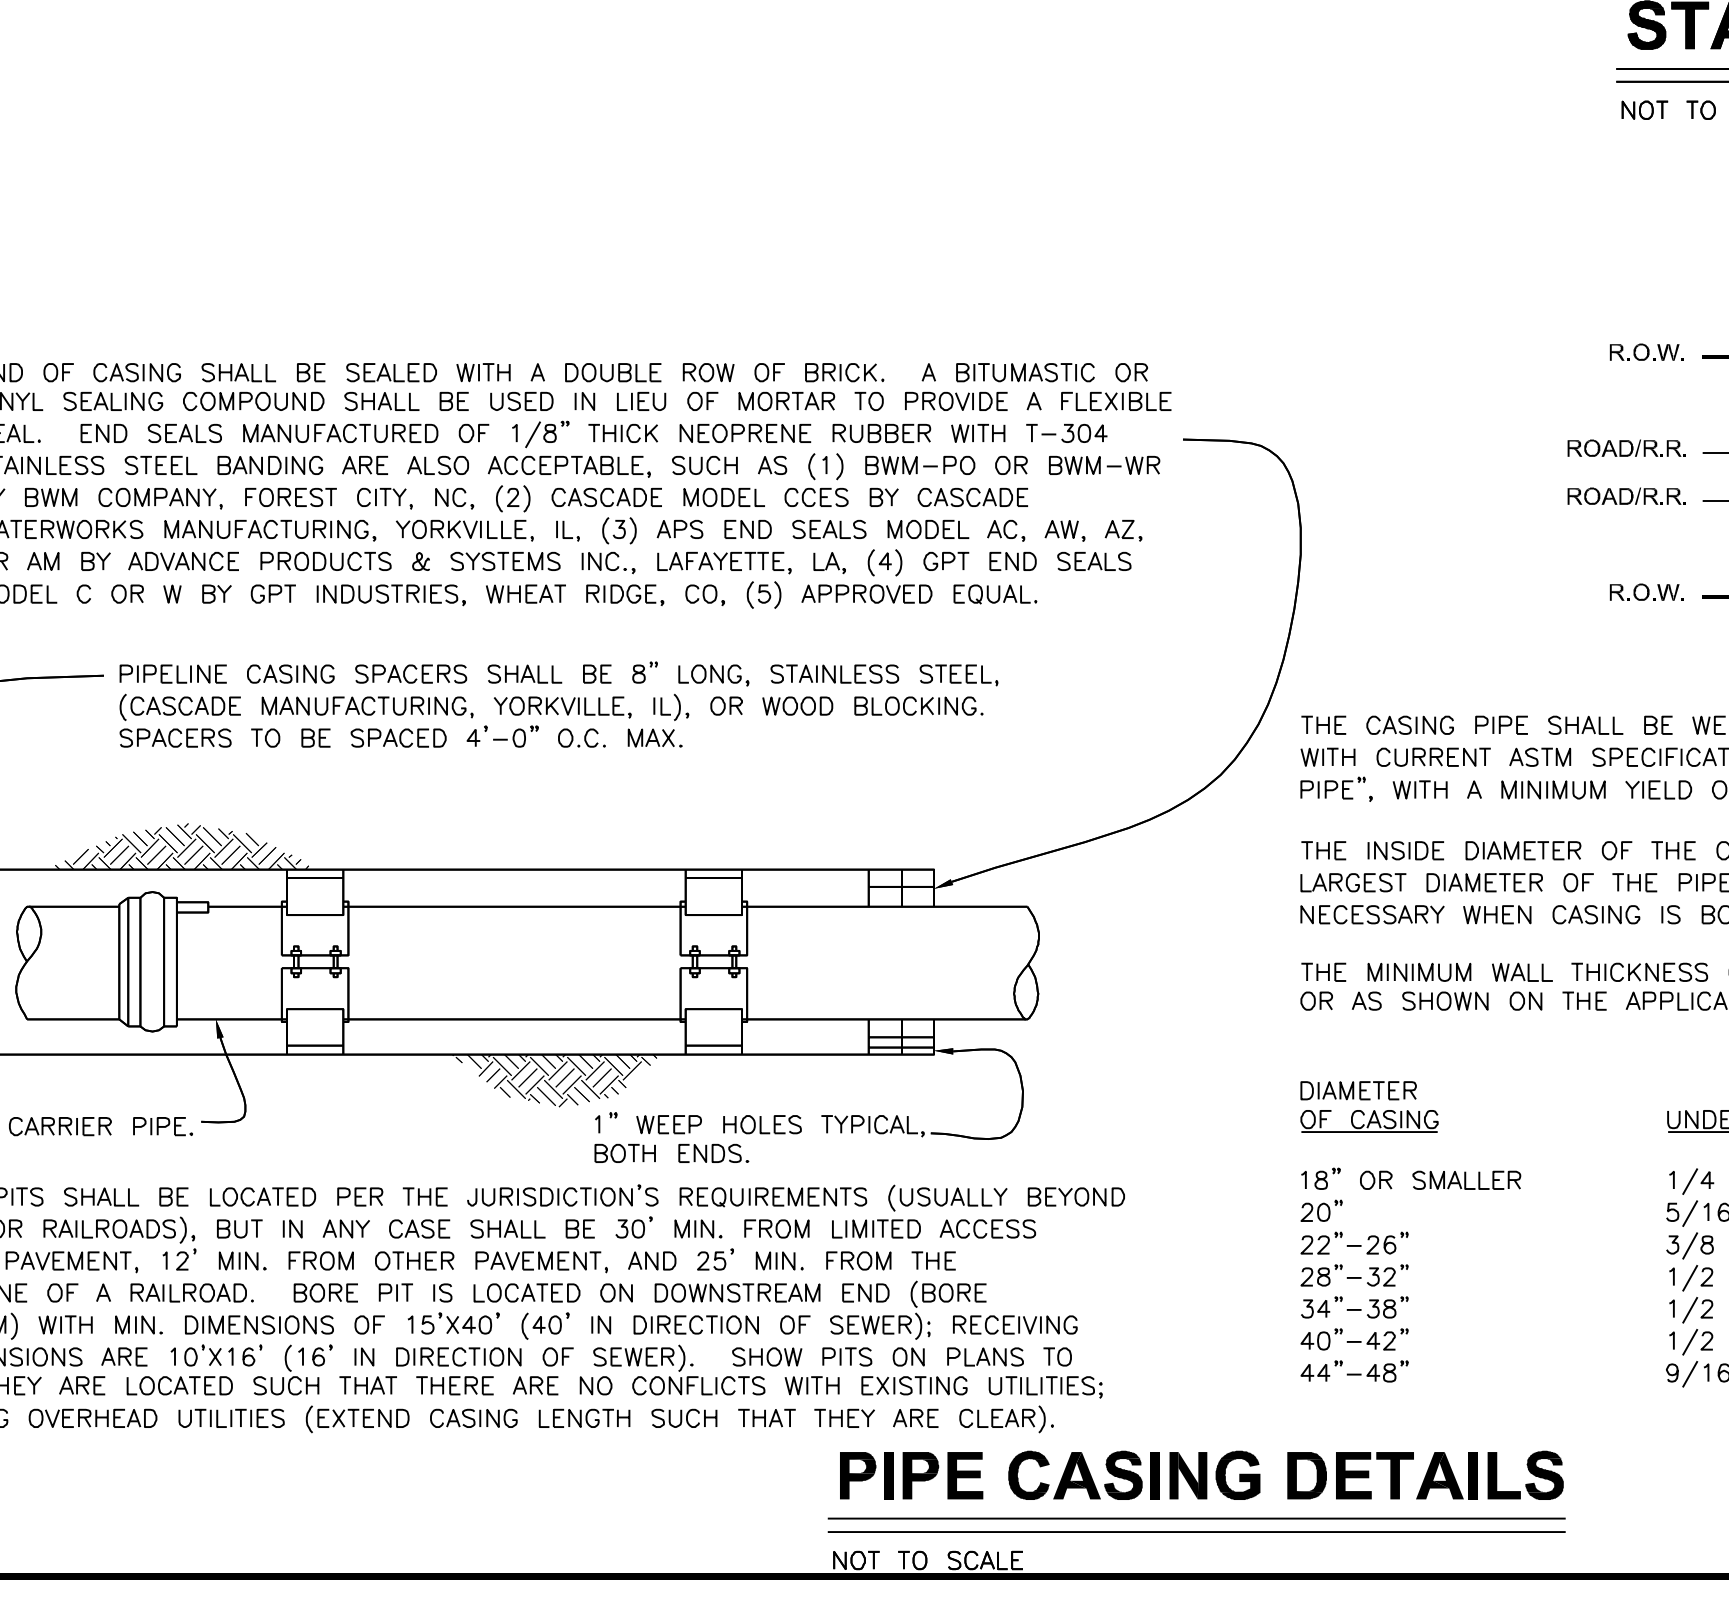 STA
NOT TO
ND OF CASING SHALL BE SEALED WITH A DOUBLE ROW OF BRICK. A BITUMASTIC OR
NYL SEALING COMPOUND SHALL BE USED IN LIEU OF MORTAR TO PROVIDE A FLEXIBLE
EAL. END SEALS MANUFACTURED OF 1/8" THICK NEOPRENE RUBBER WITH T-304
TAINLESS STEEL BANDING ARE ALSO ACCEPTABLE, SUCH AS (1) BWM-PO OR BWM-WR
Y BWM COMPANY, FOREST CITY, NC, (2) CASCADE MODEL CCES BY CASCADE
ATERWORKS MANUFACTURING, YORKVILLE, IL, (3) APS END SEALS MODEL AC, AW, AZ,
R AM BY ADVANCE PRODUCTS & SYSTEMS INC., LAFAYETTE, LA, (4) GPT END SEALS
ODEL C OR W BY GPT INDUSTRIES, WHEAT RIDGE, CO, (5) APPROVED EQUAL.
PIPELINE CASING SPACERS SHALL BE 8" LONG, STAINLESS STEEL,
(CASCADE MANUFACTURING, YORKVILLE, IL), OR WOOD BLOCKING.
SPACERS TO BE SPACED 4'-0" O.C. MAX.
CARRIER PIPE.
1" WEEP HOLES TYPICAL,
BOTH ENDS.
PITS SHALL BE LOCATED PER THE JURISDICTION'S REQUIREMENTS (USUALLY BEYOND
OR RAILROADS), BUT IN ANY CASE SHALL BE 30' MIN. FROM LIMITED ACCESS
PAVEMENT, 12' MIN. FROM OTHER PAVEMENT, AND 25' MIN. FROM THE
NE OF A RAILROAD. BORE PIT IS LOCATED ON DOWNSTREAM END (BORE
M) WITH MIN. DIMENSIONS OF 15'X40' (40' IN DIRECTION OF SEWER); RECEIVING
NSIONS ARE 10'X16' (16' IN DIRECTION OF SEWER). SHOW PITS ON PLANS TO
HEY ARE LOCATED SUCH THAT THERE ARE NO CONFLICTS WITH EXISTING UTILITIES;
G OVERHEAD UTILITIES (EXTEND CASING LENGTH SUCH THAT THEY ARE CLEAR).
R.O.W.
ROAD/R.R.
ROAD/R.R.
R.O.W.
THE CASING PIPE SHALL BE WE
WITH CURRENT ASTM SPECIFICAT
PIPE", WITH A MINIMUM YIELD O
THE INSIDE DIAMETER OF THE C
LARGEST DIAMETER OF THE PIPE
NECESSARY WHEN CASING IS BO
THE MINIMUM WALL THICKNESS
OR AS SHOWN ON THE APPLICA
DIAMETER
OF CASING UNDE
18" OR SMALLER 1/4
20" 5/16
22"-26" 3/8
28"-32" 1/2
34"-38" 1/2
40"-42" 1/2
44"-48" 9/16
PIPE CASING DETAILS
NOT TO SCALE